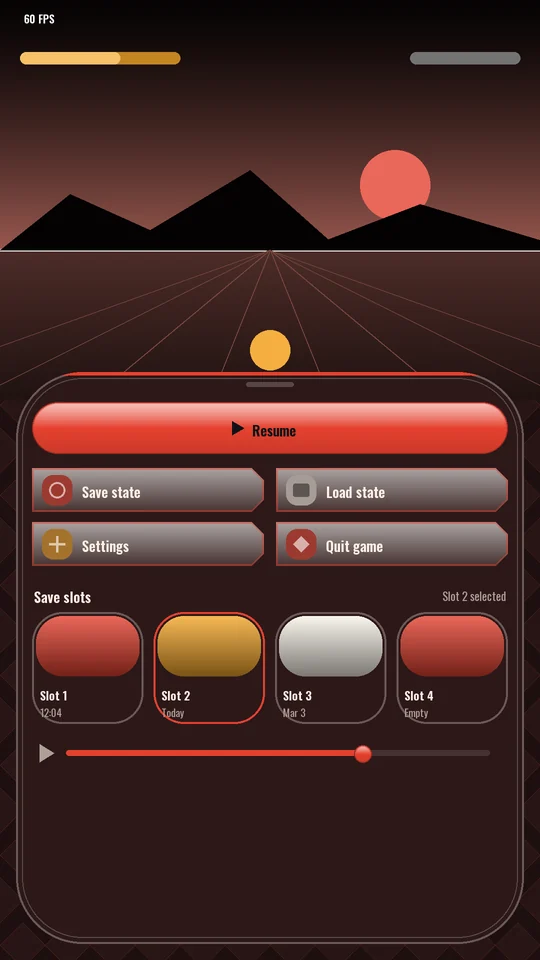 60 FPS
Resume
Save state
Load state
Settings
Quit game
Save slots
Slot 2 selected
Slot 1
12:04
Slot 2
Today
Slot 3
Mar 3
Slot 4
Empty